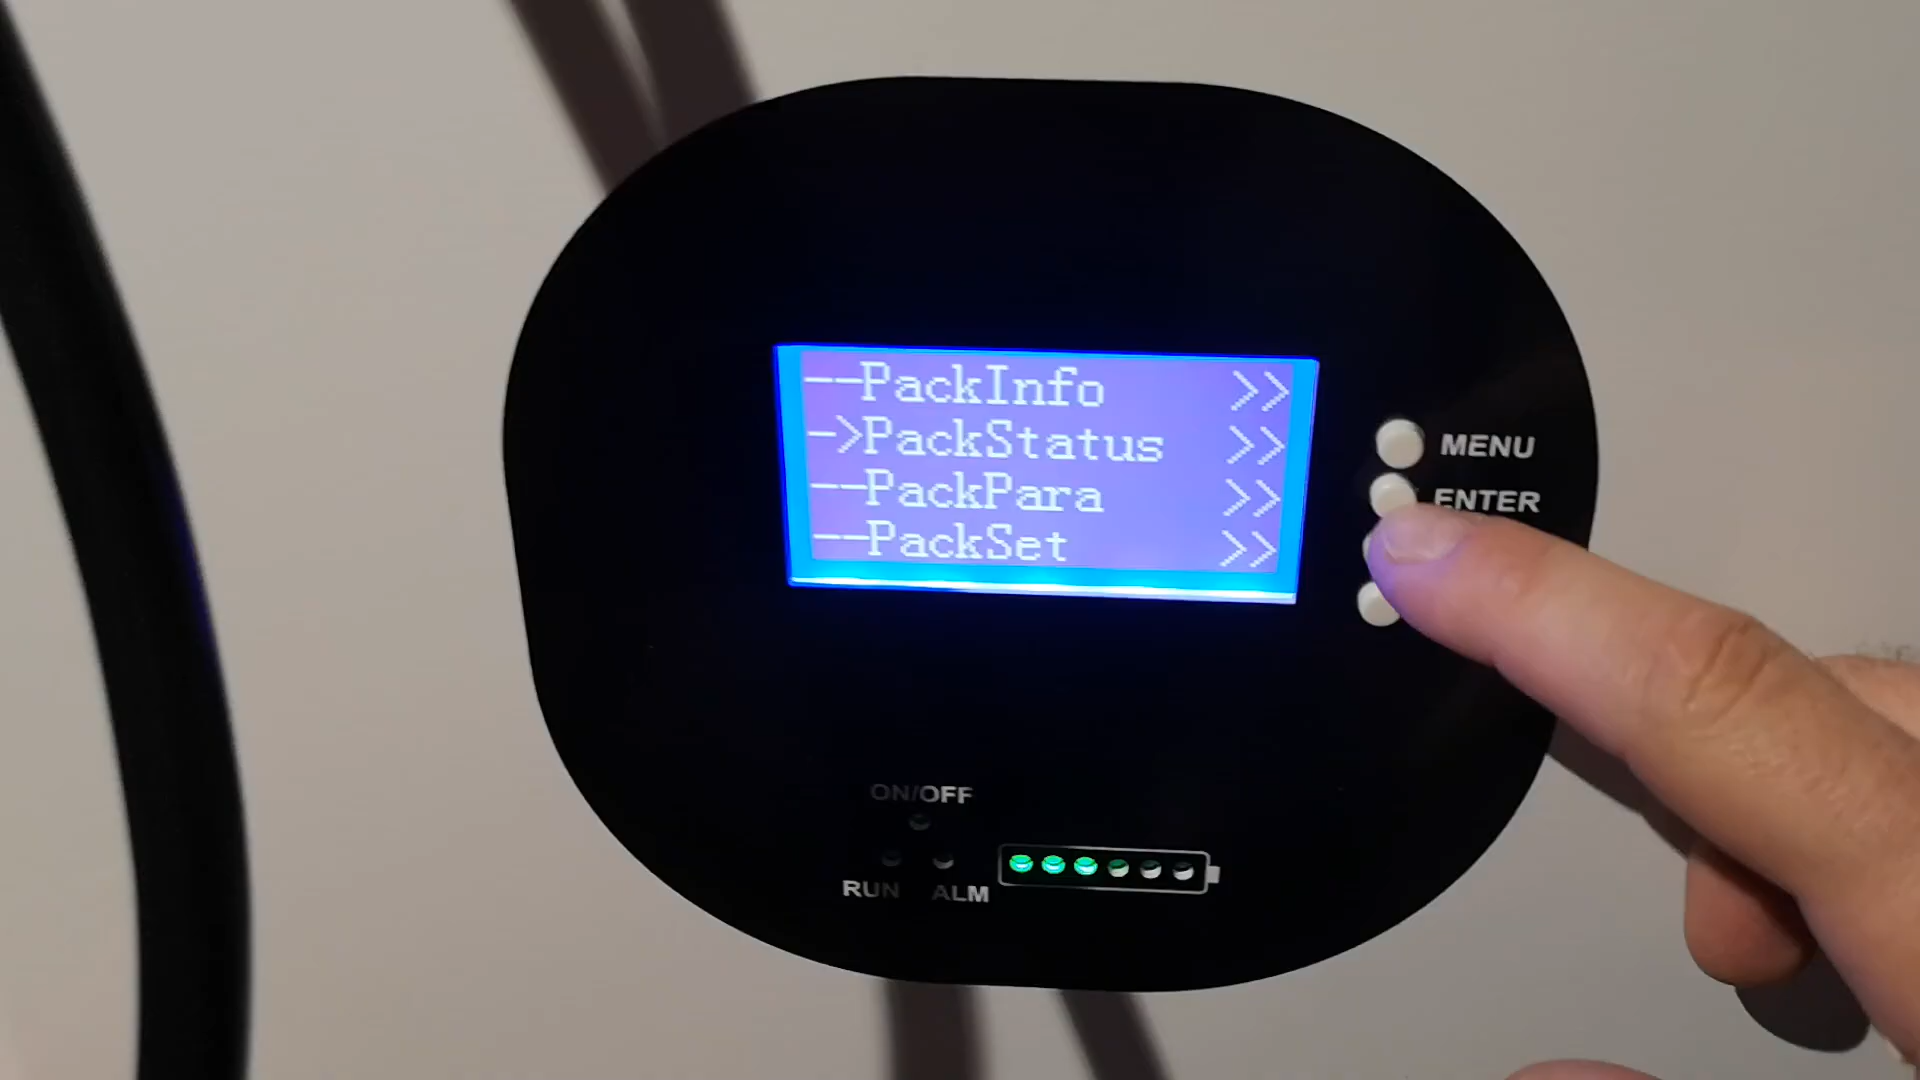 --PackInfo >>
->PackStatus >>
--PackPara >>
--PackSet >>
MENU
ENTER
ON/OFF
RUN ALM